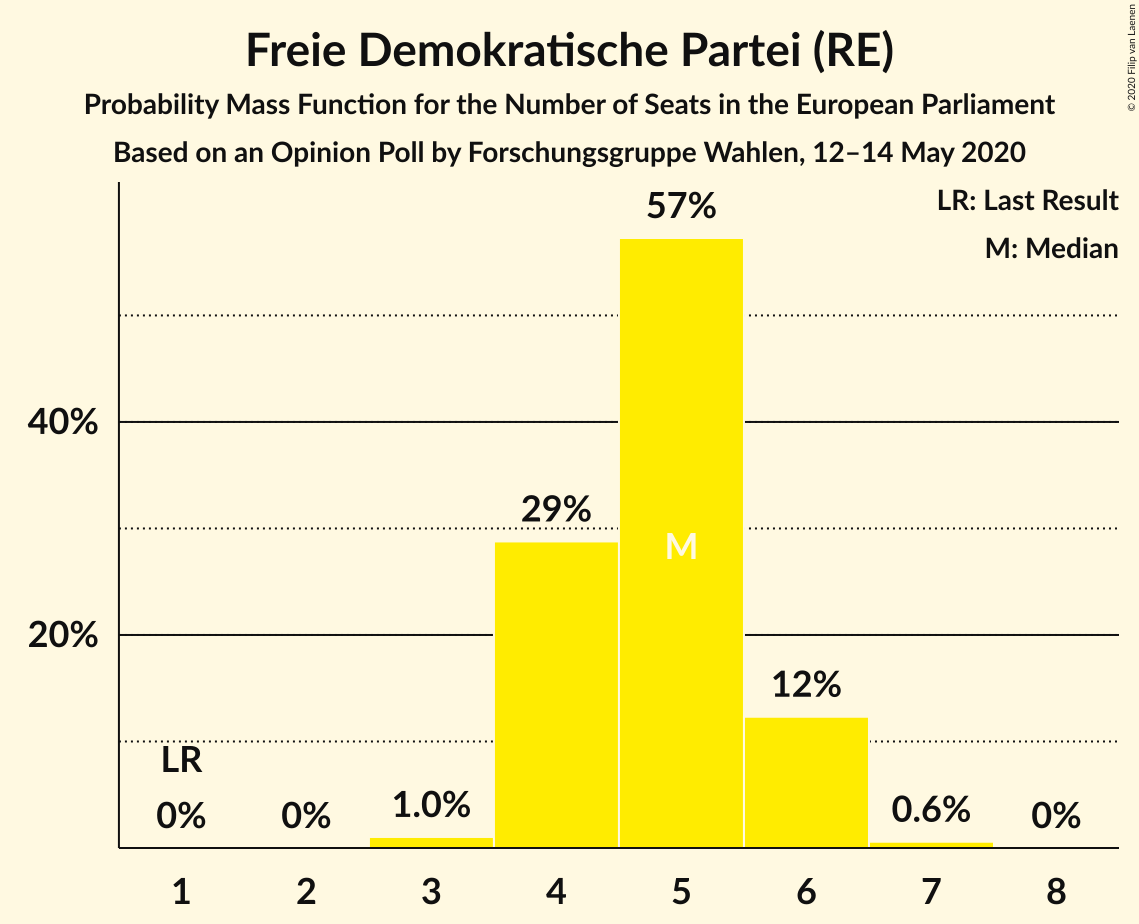 Freie Demokratische Partei (RE)
Probability Mass Function for the Number of Seats in the European Parliament
Based on an Opinion Poll by Forschungsgruppe Wahlen, 12–14 May 2020
© 2020 Filip van Laenen
LR: Last Result
M: Median
57%
40%
29%
M
20%
12%
LR
0%
0%
1.0%
0.6%
0%
1 2 3 4 5 6 7 8